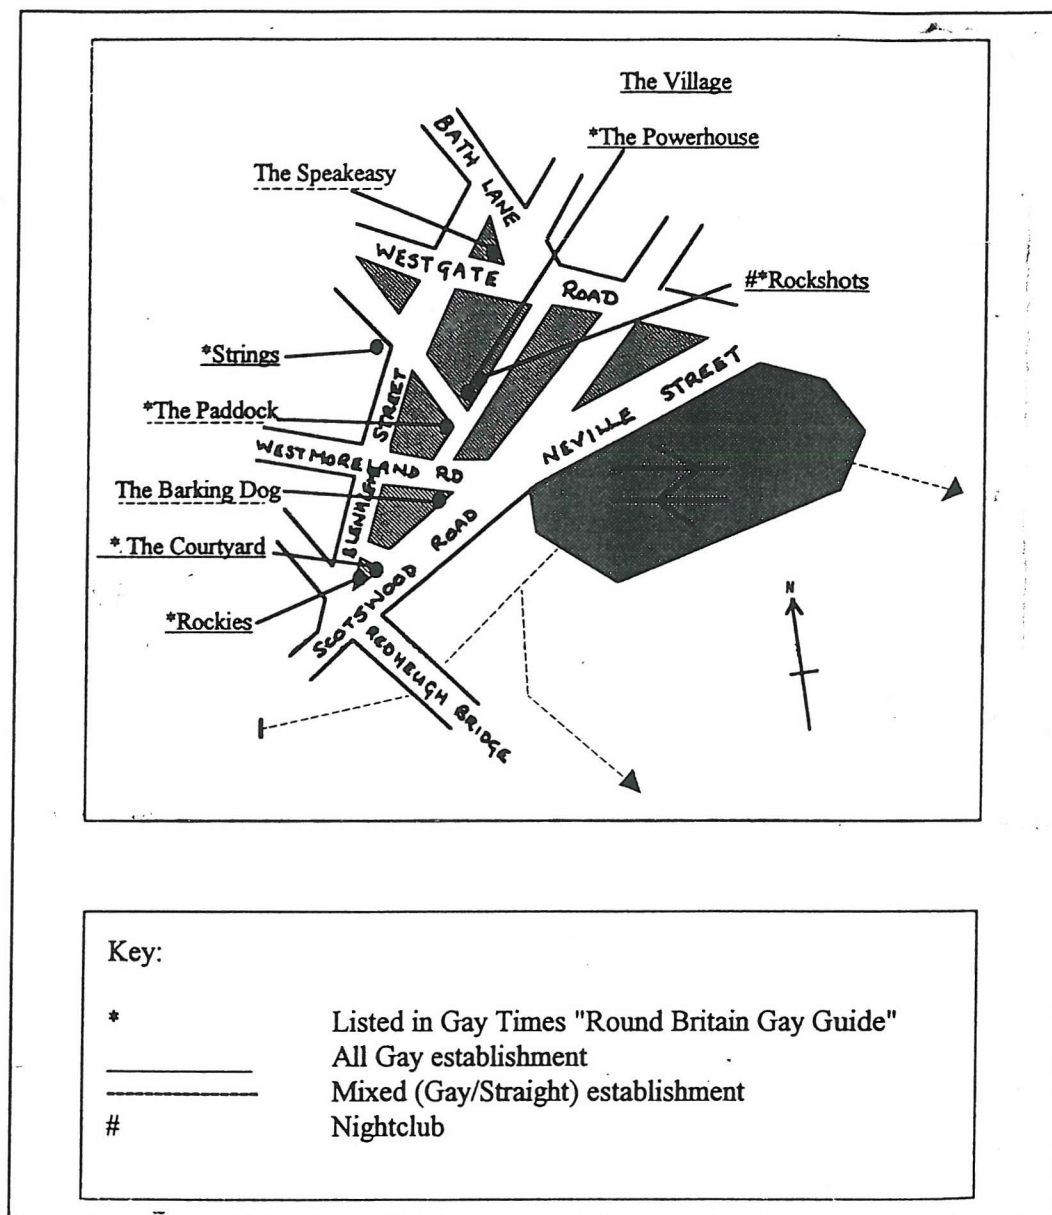 The Village
*The Powerhouse
BATH LANE
The Speakeasy
WESTGATE ROAD
#*Rockshots
*Strings
NEVILLE STREET
*The Paddock
BLENHEIM STREET
WESTMORELAND RD
The Barking Dog
* The Courtyard
SCOTSWOOD ROAD
*Rockies
N
REDHEUGH BRIDGE
Key:
* Listed in Gay Times "Round Britain Gay Guide"
All Gay establishment
Mixed (Gay/Straight) establishment
# Nightclub